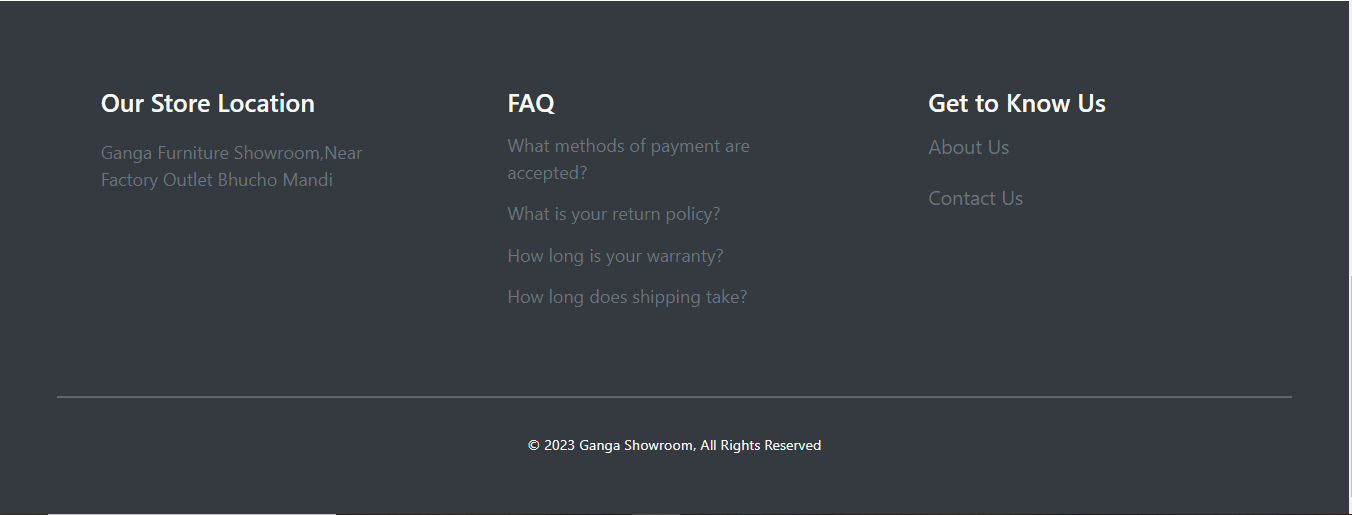 Our Store Location
Ganga Furniture Showroom,Near
Factory Outlet Bhucho Mandi
FAQ
What methods of payment are
accepted?
What is your return policy?
How long is your warranty?
How long does shipping take?
Get to Know Us
About Us
Contact Us
© 2023 Ganga Showroom, All Rights Reserved